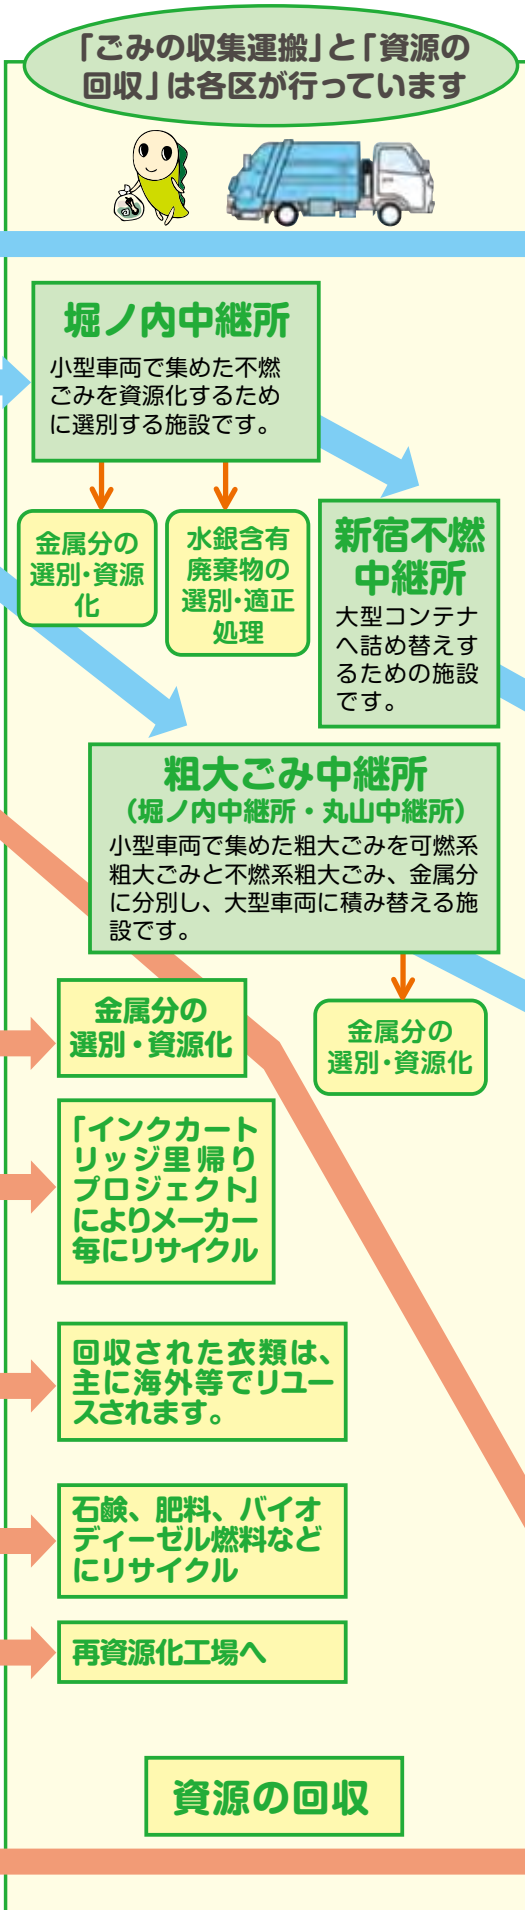 「ごみの収集運搬」と「資源の
回収」は各区が行っています
堀ノ内中継所
小型車両で集めた不燃
ごみを資源化するため
に選別する施設です。
金属分の
選別・資源
化
水銀含有
廃棄物の
選別・適正
処理
新宿不燃
中継所
大型コンテナ
へ詰め替えす
るための施設
です。
粗大ごみ中継所
（堀ノ内中継所・丸山中継所）
小型車両で集めた粗大ごみを可燃系
粗大ごみと不燃系粗大ごみ、金属分
に分別し、大型車両に積み替える施
設です。
金属分の
選別・資源化
金属分の
選別・資源化
「インクカート
リッジ里帰り
プロジェクト」
によりメーカー
毎にリサイクル
回収された衣類は、
主に海外等でリユー
スされます。
石鹸、肥料、バイオ
ディーゼル燃料など
にリサイクル
再資源化工場へ
資源の回収